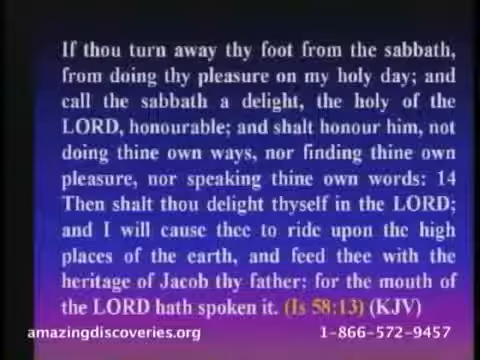 If thou turn away thy foot from the sabbath,
from doing thy pleasure on my holy day; and
call the sabbath a delight, the holy of the
LORD, honourable; and shalt honour him, not
doing thine own ways, nor finding thine own
pleasure, nor speaking thine own words: 14
Then shalt thou delight thyself in the LORD;
and I will cause thee to ride upon the high
places of the earth, and feed thee with the
heritage of Jacob thy father: for the mouth of
the LORD hath spoken it. (Is 58:13) (KJV)
amazingdiscoveries.org 1-866-572-9457